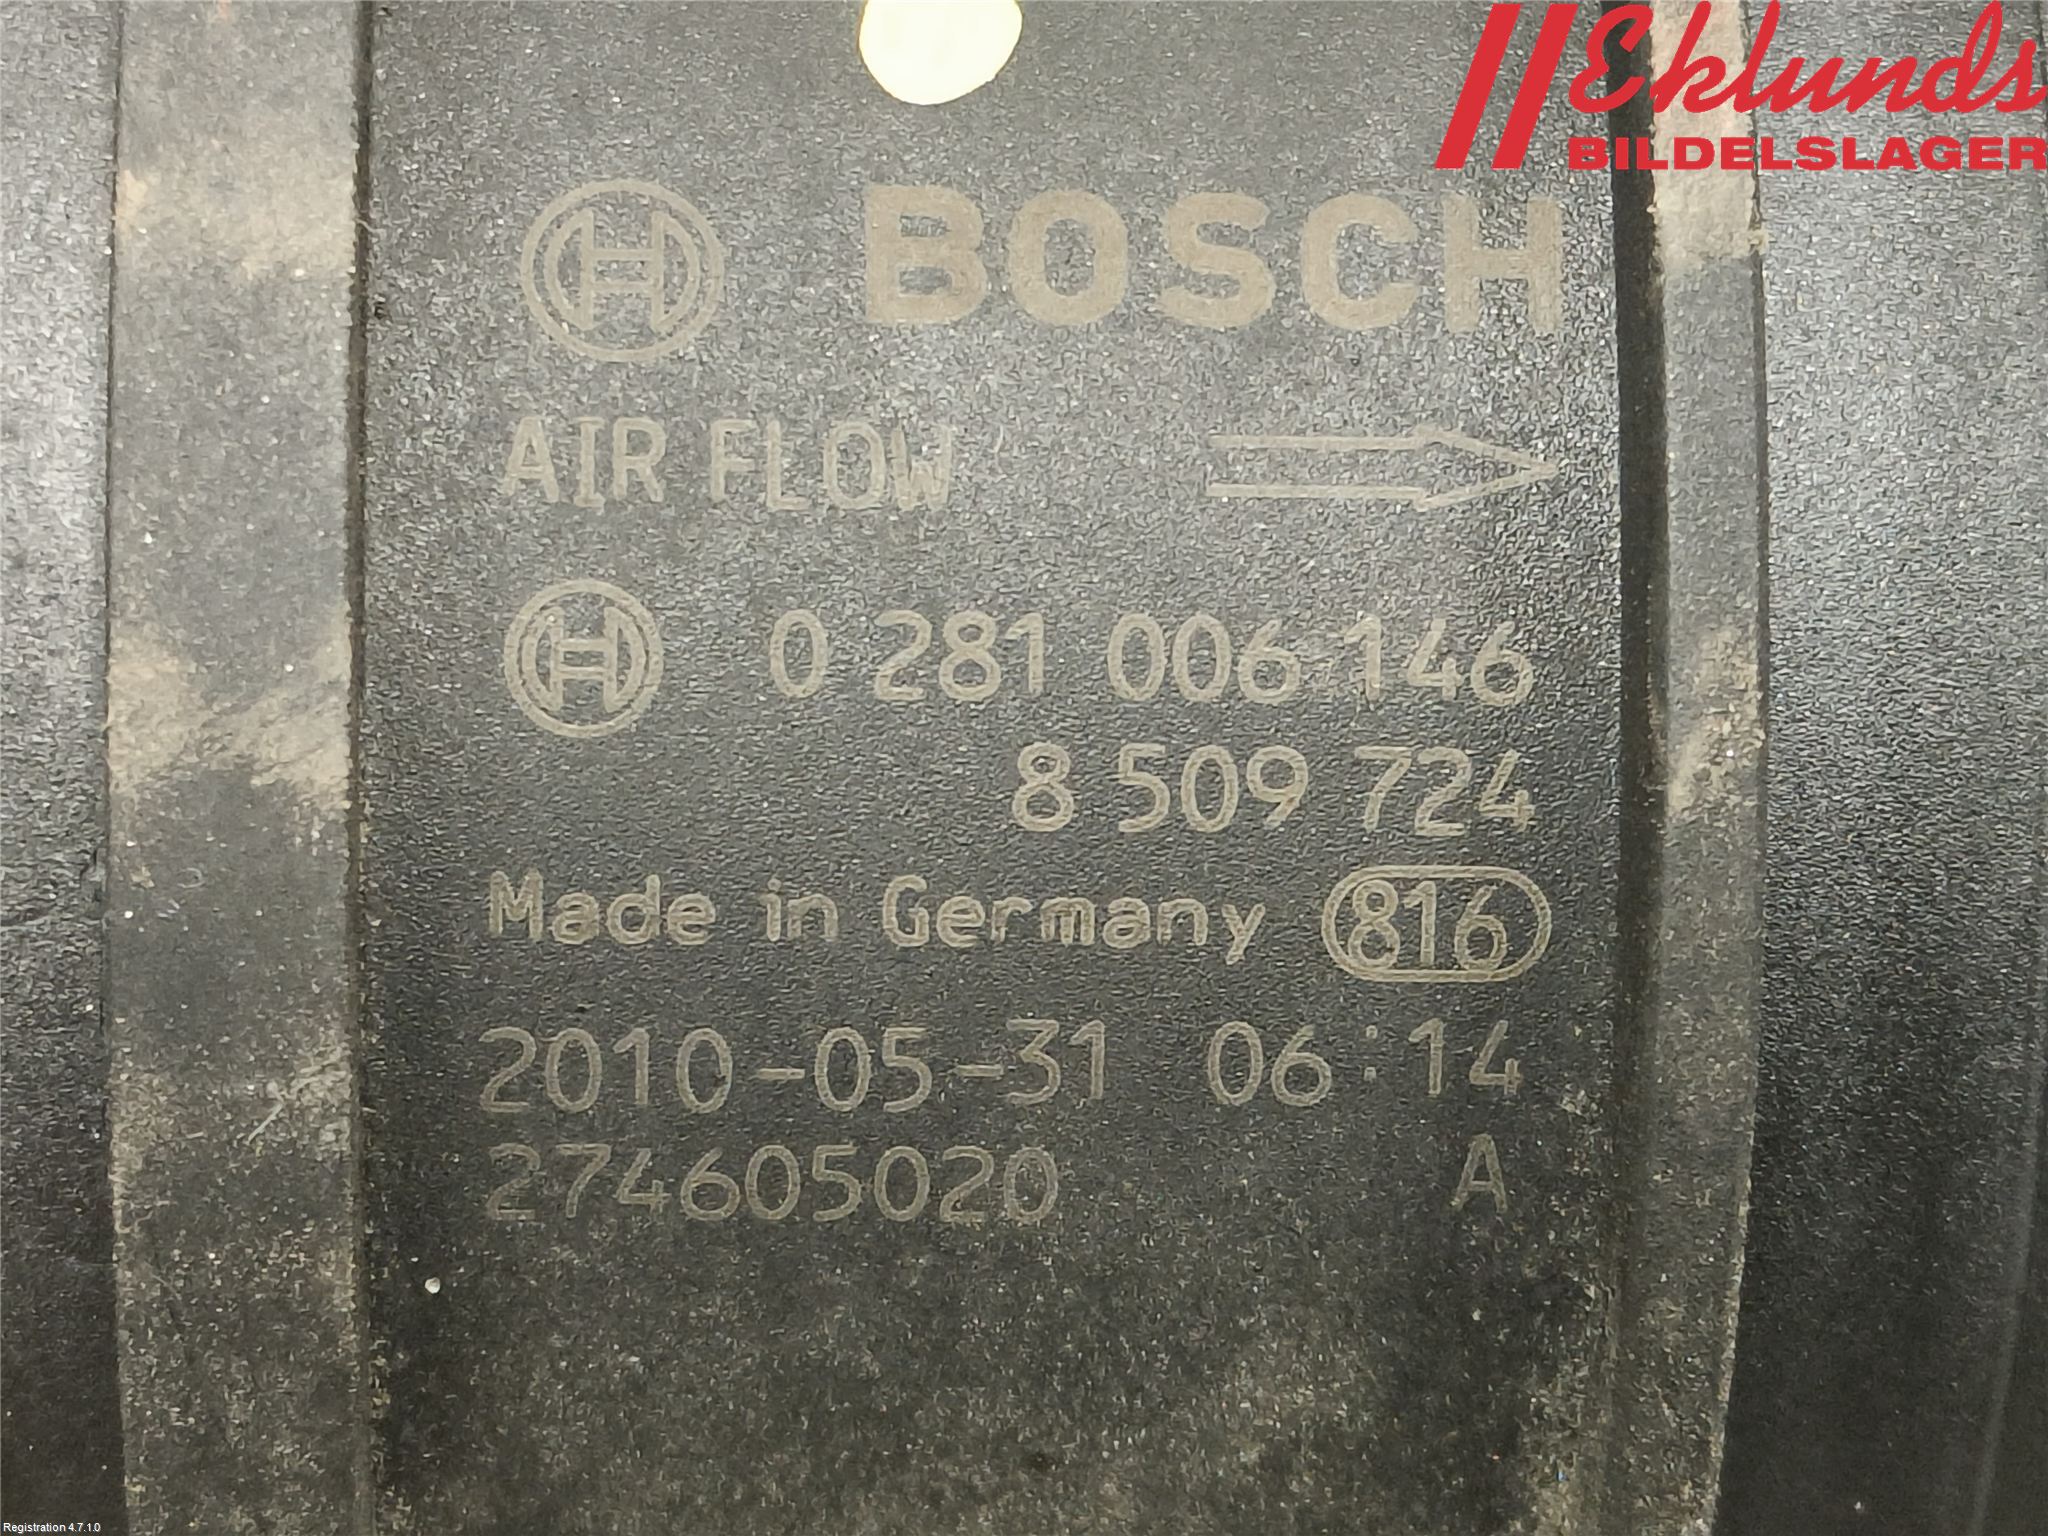 Eklunds
BILDELSLAGER
BOSCH
AIR FLOW
0 281 006 146
8 509 724
Made in Germany 816
2010-05-31 06:14
274605020 A
Registration 4.7.1.0